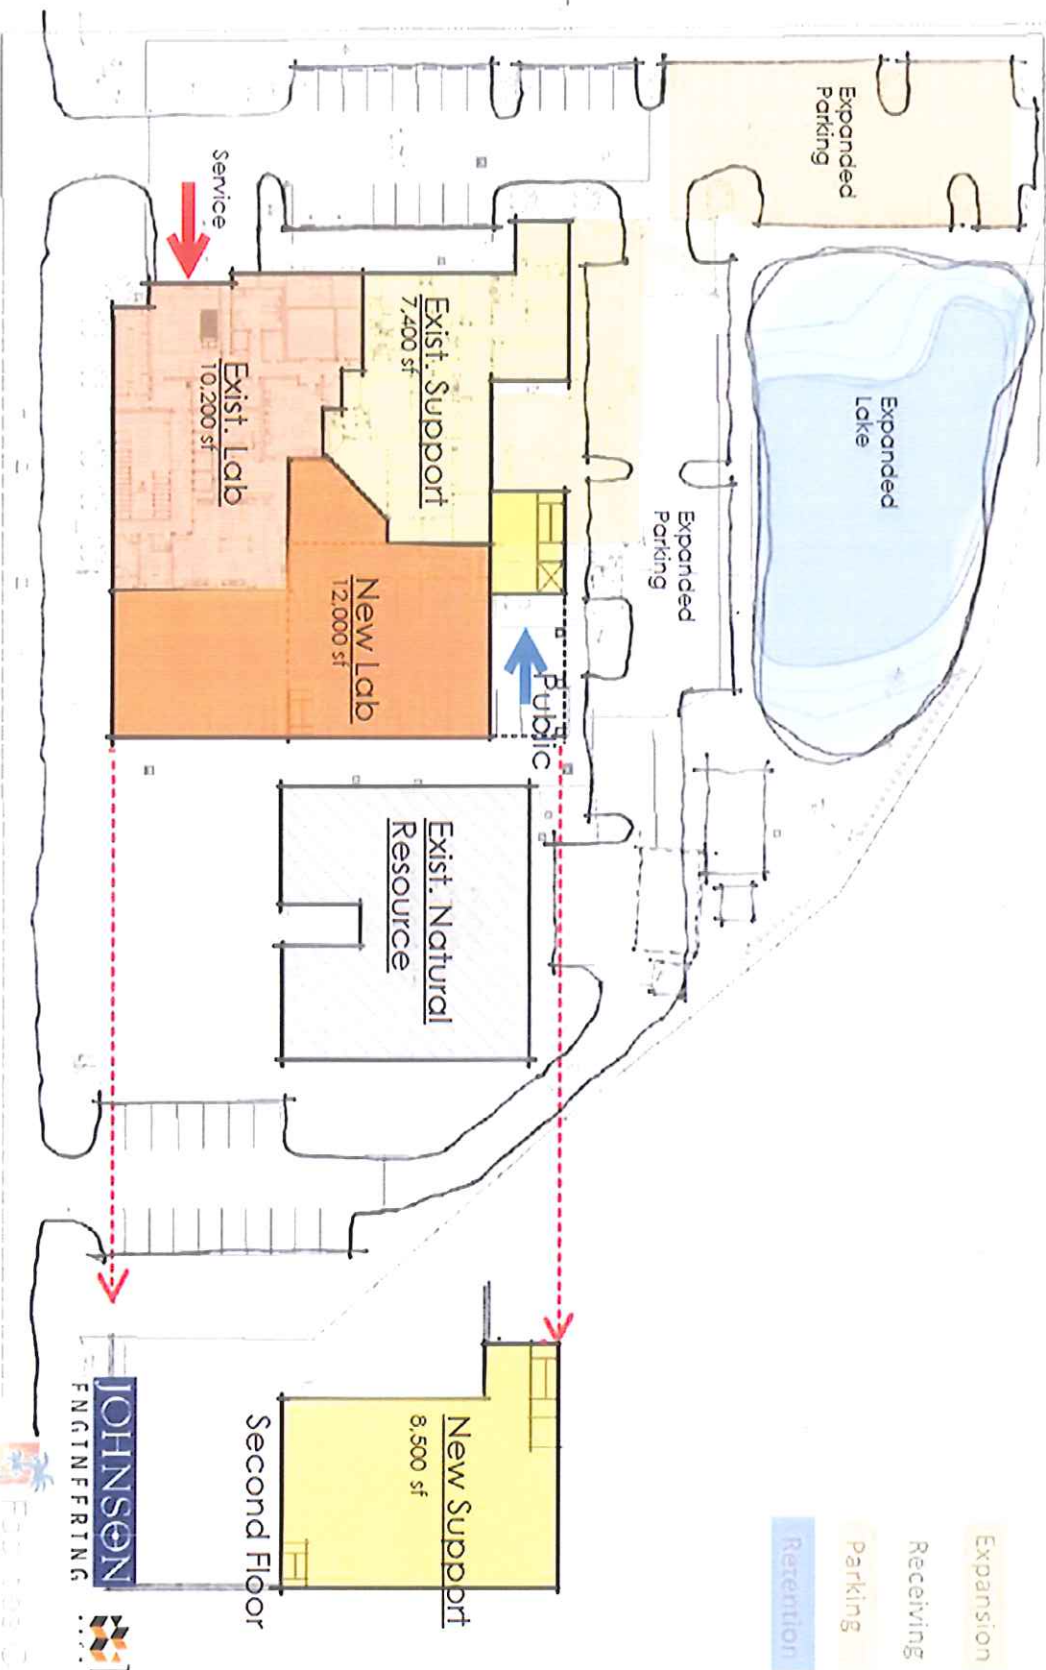 Expansion
Receiving
Parking
Retention
Expanded
Parking
Expanded
Lake
Expanded
Parking
Service
Exist. Support
7,400 sf
Exist. Lab
10,200 sf
New Lab
12,000 sf
Public
Exist. Natural
Resource
New Support
8,500 sf
Second Floor
JOHNSON
ENGINEERING